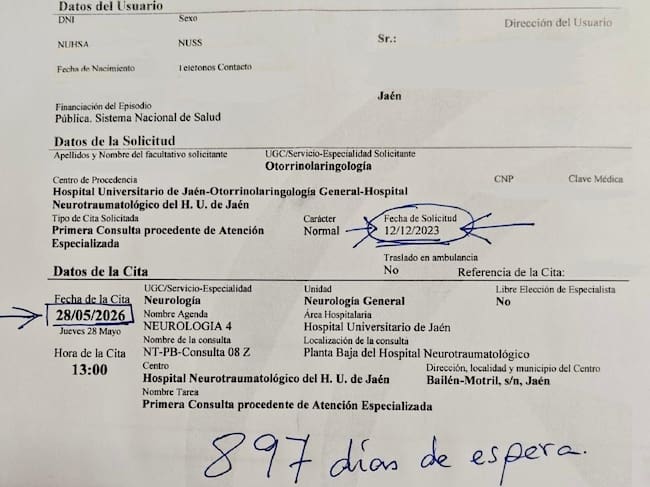 Datos del Usuario
DNI Sexo Dirección del Usuario
NUHSA NUSS Sr.:
Fecha de Nacimiento Teléfonos Contacto
Jaén
Financiación del Episodio
Pública. Sistema Nacional de Salud
Datos de la Solicitud
Apellidos y Nombre del facultativo solicitante UGC/Servicio-Especialidad Solicitante
Otorrinolaringología
Centro de Procedencia CNP Clave Médica
Hospital Universitario de Jaén-Otorrinolaringología General-Hospital
Neurotraumatológico del H. U. de Jaén
Tipo de Cita Solicitada Carácter Fecha de Solicitud
Primera Consulta procedente de Atención Normal 12/12/2023
Especializada
Traslado en ambulancia
No Referencia de la Cita:
Datos de la Cita
UGC/Servicio-Especialidad Unidad Libre Elección de Especialista
Fecha de la Cita Neurología Neurología General No
28/05/2026 Nombre Agenda Área Hospitalaria
Jueves 28 Mayo NEUROLOGIA 4 Hospital Universitario de Jaén
Nombre de la consulta Localización de la consulta
Hora de la Cita NT-PB-Consulta 08 Z Planta Baja del Hospital Neurotraumatológico
13:00 Centro Dirección, localidad y municipio del Centro
Hospital Neurotraumatológico del H. U. de Jaén Bailén-Motril, s/n, Jaén
Nombre Tarea
Primera Consulta procedente de Atención Especializada
897 días de espera.